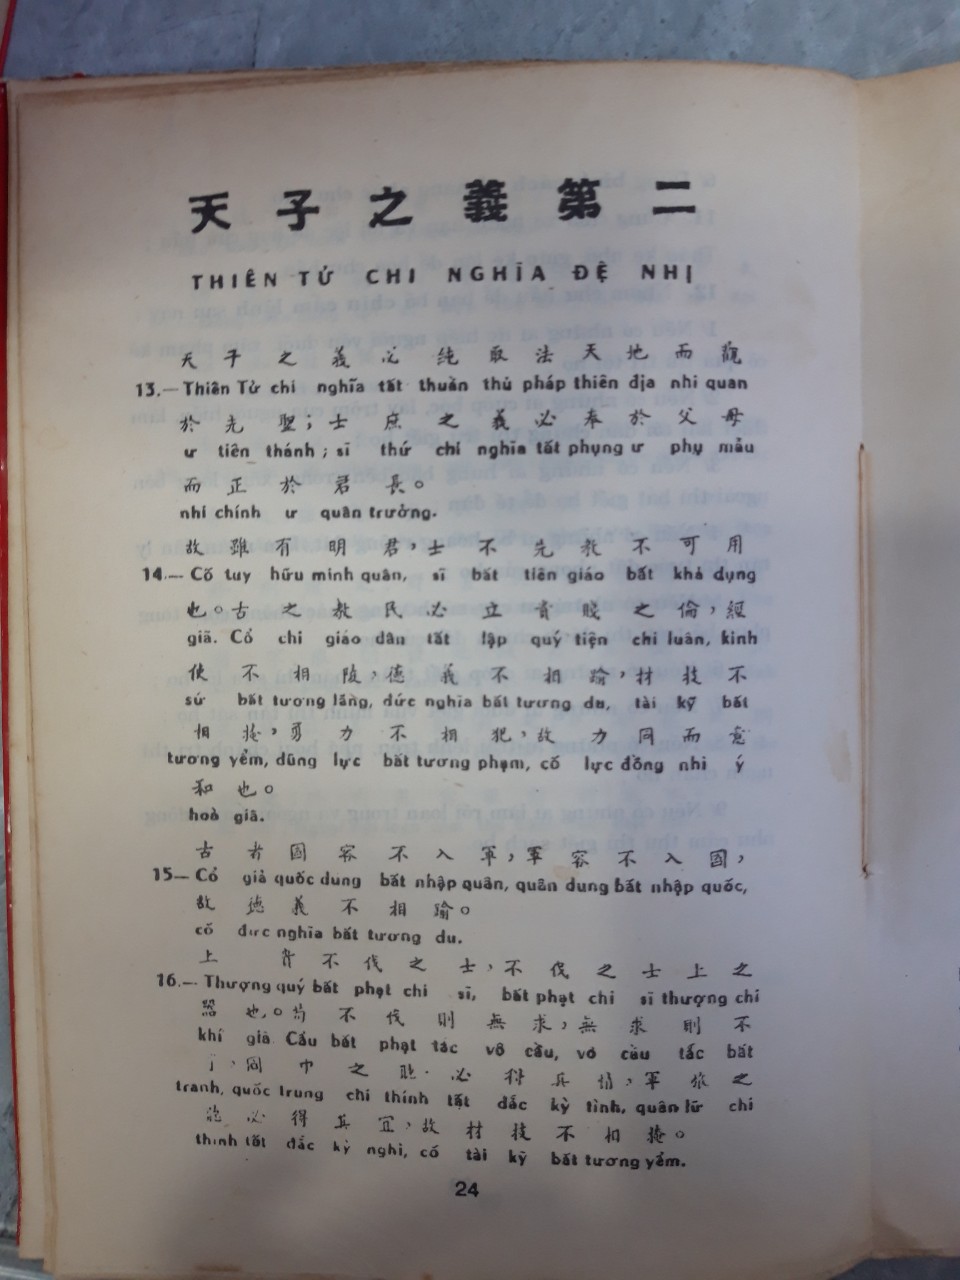 天子之義第二
THIÊN TỬ CHI NGHĨA ĐỆ NHỊ
天子之義必純取法天地而觀
13.— Thiên Tử chi nghĩa tất thuần thủ pháp thiên địa nhi quan
於先聖；士庶之義必奉於父母
ư tiên thánh ; sĩ thứ chi nghĩa tất phụng ư phụ mẫu
而正於君長。
nhi chính ư quân trưởng.
故雖有明君，士不先教不可用
14.— Cố tuy hữu minh quân, sĩ bất tiên giáo bất khả dụng
也。古之教民必立貴賤之倫，經
giã. Cổ chi giáo dân tất lập quý tiện chi luân, kinh
使不相陵，德義不相踰，材技不
sứ bất tương lăng, đức nghĩa bất tương du, tài kỹ bất
相掩，勇力不相犯，故力同而意
tương yểm, dũng lực bất tương phạm, cố lực đồng nhi ý
和也。
hoà giã.
古者國容不入軍，軍容不入國，
15— Cổ giả quốc dung bất nhập quân, quân dung bất nhập quốc,
故德義不相踰。
cố đức nghĩa bất tương du.
上貴不伐之士，不伐之士上之
16.— Thượng quý bất phạt chi sĩ, bất phạt chi sĩ thượng chi
器也。苟不伐則無求，無求則不
khí giã Cẩu bất phạt tắc vô cầu, vô cầu tắc bất
國中之聽必得其情，軍旅之
tranh, quốc trung chi thính tất đắc kỳ tình, quân lữ chi
聽必得其宜，故材技不相掩。
thính tất đắc kỳ nghi, cố tài kỹ bất tương yểm.
24